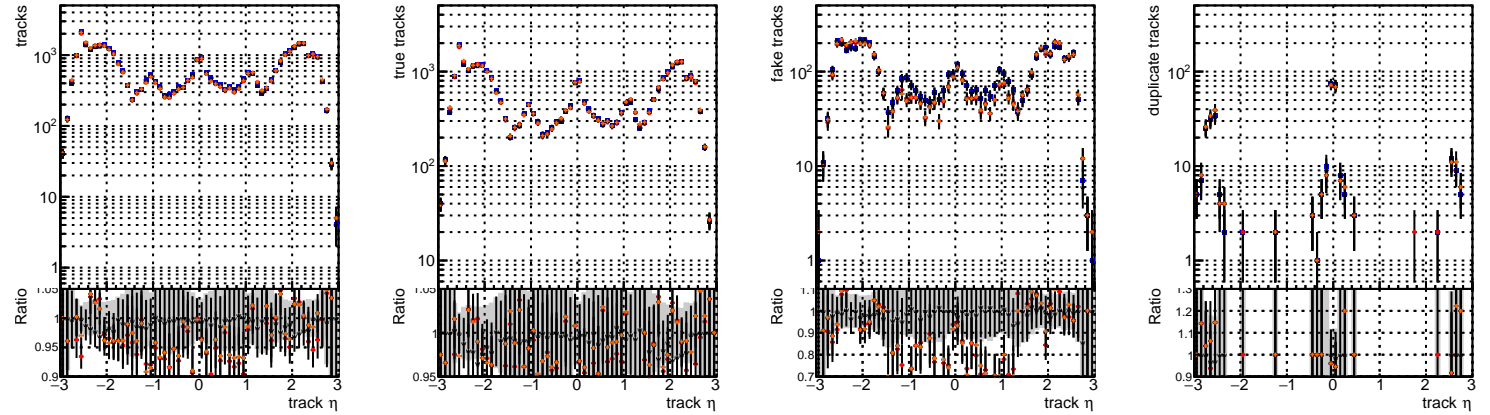 tracks
10³
10²
10
1
Ratio
1.05
1
0.95
0.9
−3 −2 −1 0 1 2 3
track η
true tracks
10³
10²
10
Ratio
1.05
1
0.95
−3 −2 −1 0 1 2 3
track η
fake tracks
10²
10
1
Ratio
1.1
1
0.9
0.8
0.7
−3 −2 −1 0 1 2 3
track η
duplicate tracks
10²
10
1
Ratio
1.3
1.2
1.1
1
0.9
−3 −2 −1 0 1 2 3
track η